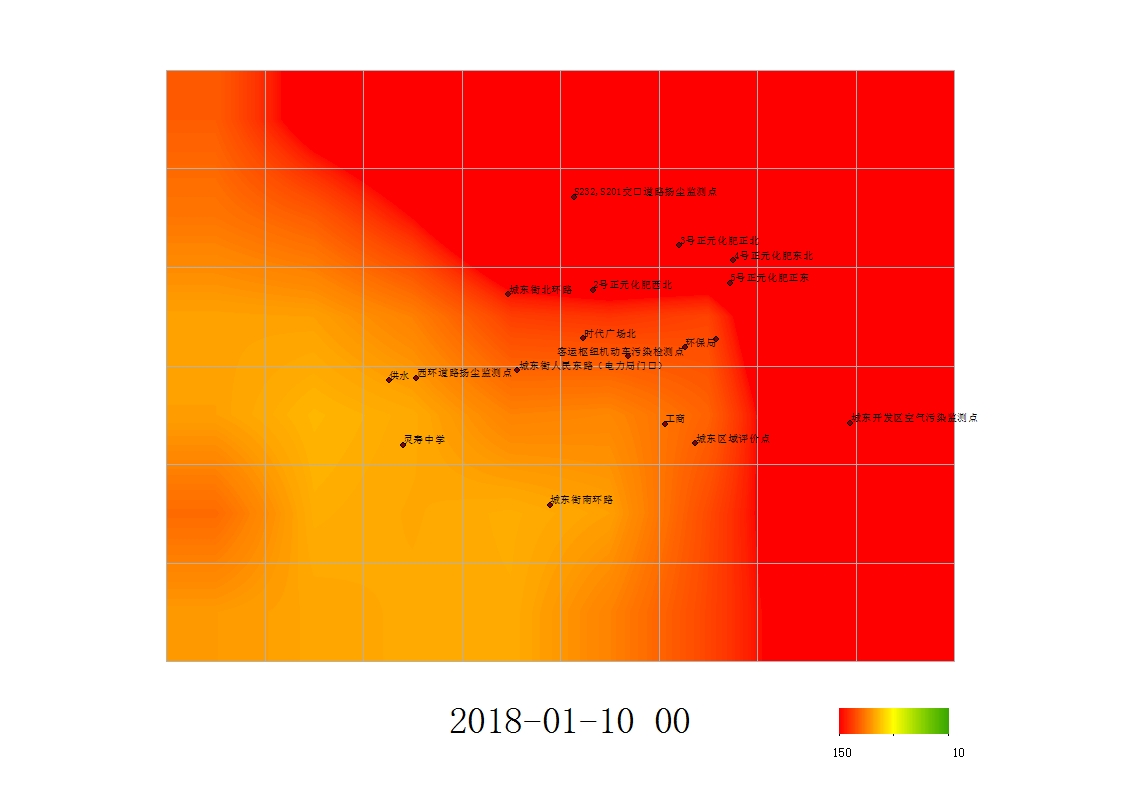 S232,S201交口道路扬尘监测点
3号正元化肥正北
4号正元化肥东北
5号正元化肥正东
2号正元化肥西北
城东街北环路
时代广场北
环保局
客运枢纽机动车污染检测点
城东街人民东路（电力局门口）
西环道路扬尘监测点
供水
城东开发区空气污染监测点
工商
城东区域评价点
灵寿中学
城东街南环路
2018-01-10 00
150
10